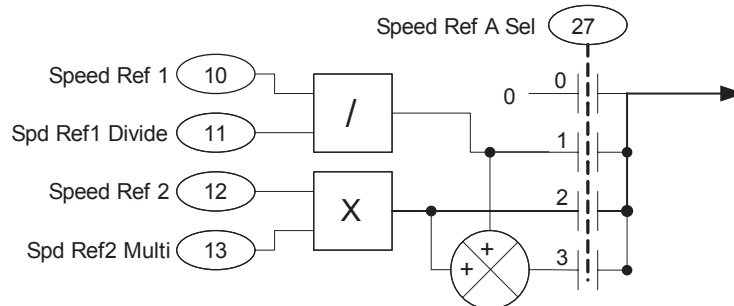 Speed Ref A Sel 27
Speed Ref 1 10
Spd Ref1 Divide 11
/
Speed Ref 2 12
Spd Ref2 Multi 13
X
0 0
1
2
3
+
+